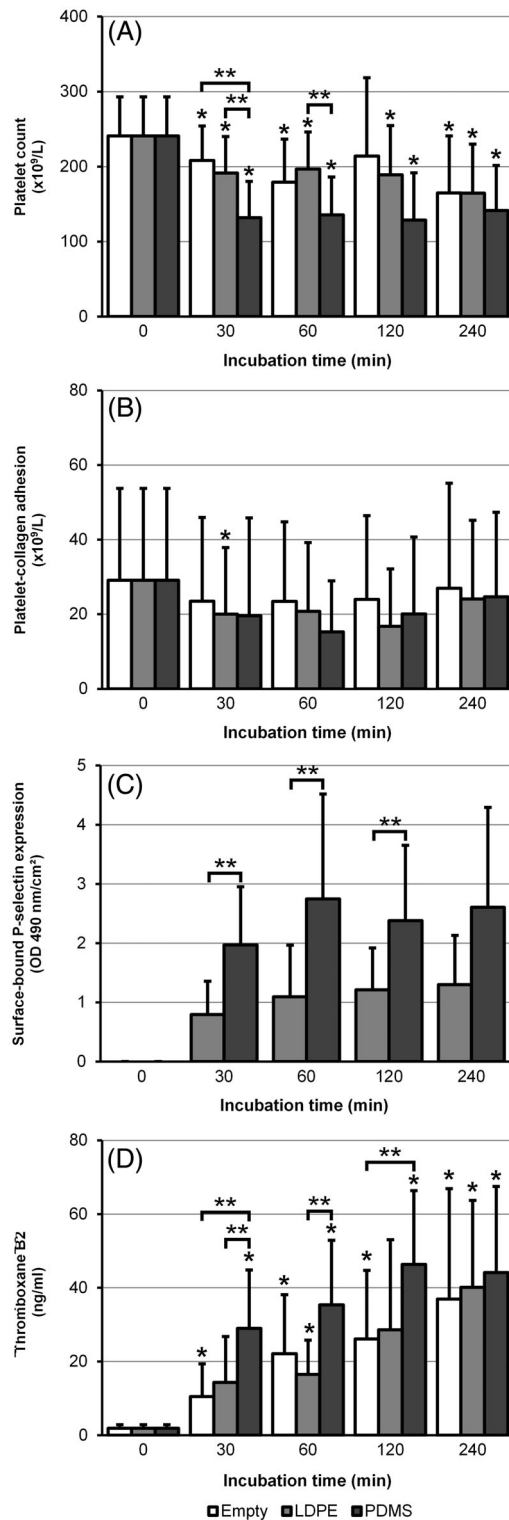 (A)
Platelet count
(x10⁹/L)
400
300
200
100
0
** ** **
* * * * * * * * * * *
0 30 60 120 240
Incubation time (min)
(B)
Platelet-collagen adhesion
(x10⁹/L)
80
60
40
20
0
*
0 30 60 120 240
Incubation time (min)
(C)
Surface-bound P-selectin expression
(OD 490 nm/cm²)
5
4
3
2
1
0
** ** **
0 30 60 120 240
Incubation time (min)
(D)
Thromboxane B2
(ng/ml)
80
60
40
20
0
** ** ** **
* * * * * * * * * *
0 30 60 120 240
Incubation time (min)
Empty LDPE PDMS